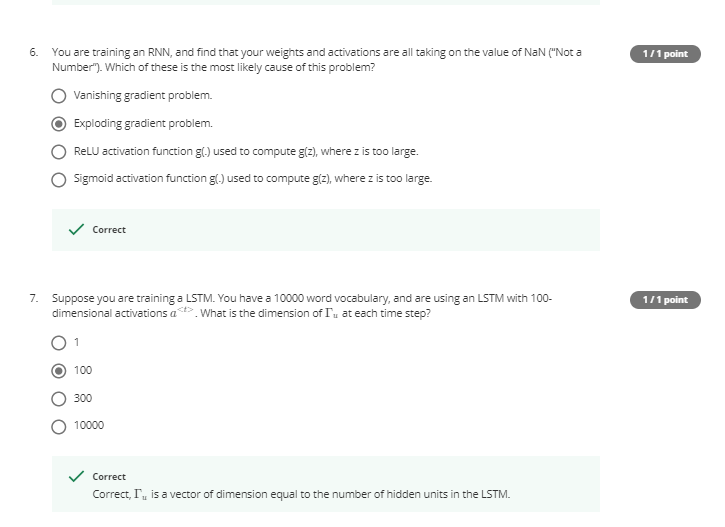 6. You are training an RNN, and find that your weights and activations are all taking on the value of NaN ("Not a
Number"). Which of these is the most likely cause of this problem?
1 / 1 point
Vanishing gradient problem.
Exploding gradient problem.
ReLU activation function g(.) used to compute g(z), where z is too large.
Sigmoid activation function g(.) used to compute g(z), where z is too large.
Correct
7. Suppose you are training a LSTM. You have a 10000 word vocabulary, and are using an LSTM with 100-
dimensional activations a^{<t>}. What is the dimension of Γ_u at each time step?
1 / 1 point
1
100
300
10000
Correct
Correct, Γ_u is a vector of dimension equal to the number of hidden units in the LSTM.